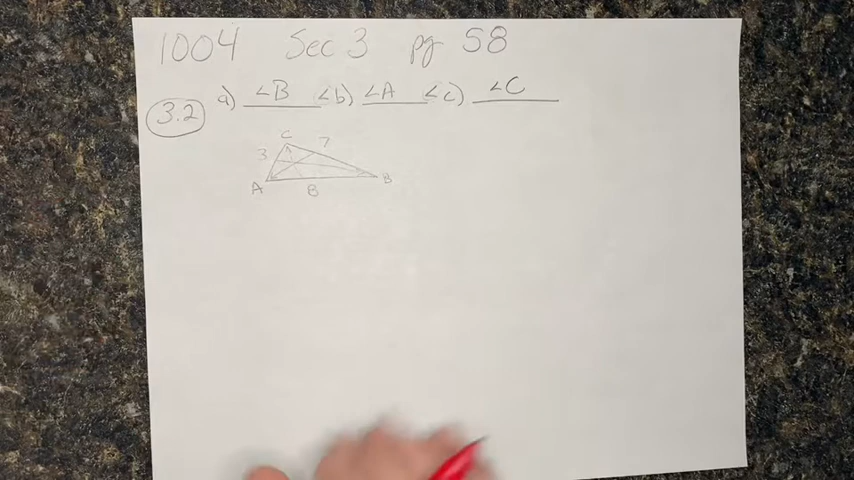 1004 Sec 3 pg 58
3.2 a) ∠B < b) ∠A < c) ∠C
C
3 7
A B
8